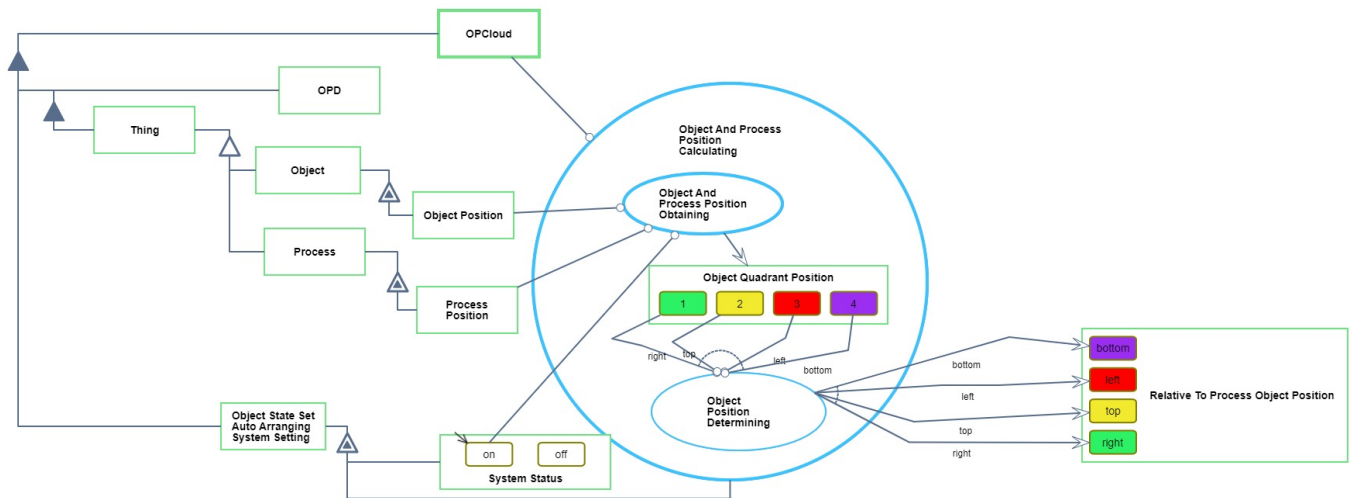 OPCloud
OPD
Thing
Object
Object Position
Process
Process
Position
Object And Process
Position
Calculating
Object And
Process Position
Obtaining
Object Quadrant Position
1 2 3 4
right
top
left
bottom
Object
Position
Determining
bottom
left
top
right
bottom
left
top
right
Relative To Process Object Position
Object State Set
Auto Arranging
System Setting
on off
System Status